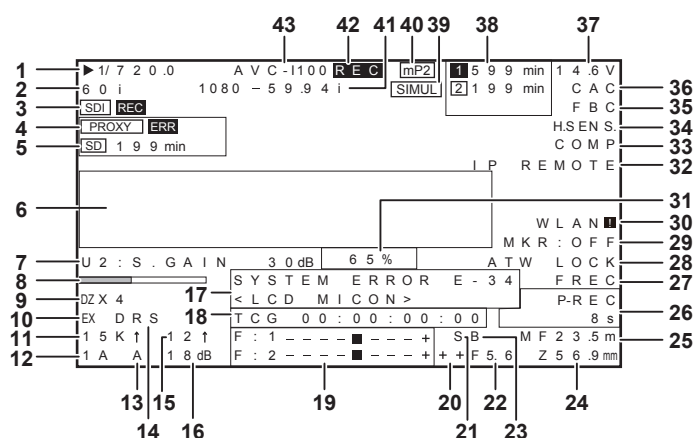 43 42 41 40 39 38 37
1 ▶1/720.0 AVC-I100 REC mP2 1 599 min 14.6V
2 60i 1080-59.94i SIMUL 2 199 min CAC 36
3 SDI REC FBC 35
4 PROXY ERR H.SENS. 34
5 SD 199 min COMP 33
IP REMOTE 32
6
31
WLAN! 30
MKR:OFF 29
7 U2:S.GAIN 30dB 65% ATW LOCK 28
8 SYSTEM ERROR E-34 FREC 27
9 DZX4 17 <LCD MICON> P-REC 26
10 EX DRS 18 TCG 00:00:00:00 8s
11 15K↑ 12↑ F:1----■----+ SB MF23.5m 25
12 1A A 18dB F:2----■----+ ++F5.6 Z56.9mm
13 15 16 19 20 22 24
14 21 23